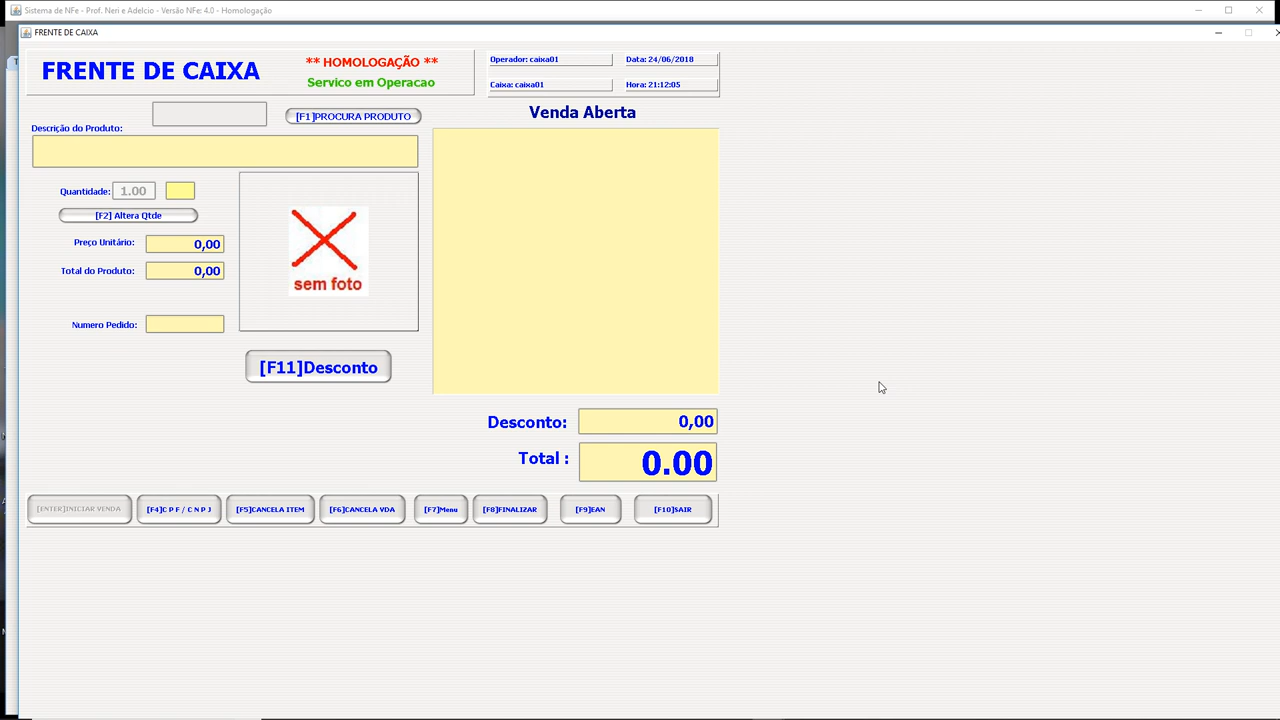 Sistema de NFe - Prof. Neri e Adelcio - Versão NFe: 4.0 - Homologação
FRENTE DE CAIXA
FRENTE DE CAIXA
** HOMOLOGAÇÃO **
Servico em Operacao
Operador: caixa01
Data: 24/06/2018
Caixa: caixa01
Hora: 21:12:05
[F1]PROCURA PRODUTO
Venda Aberta
Descrição do Produto:
Quantidade: 1.00
[F2] Altera Qtde
Preço Unitário: 0,00
Total do Produto: 0,00
sem foto
Numero Pedido:
[F11]Desconto
Desconto: 0,00
Total : 0.00
[ENTER]INICIAR VENDA
[F4]C P F / C N P J
[F5]CANCELA ITEM
[F6]CANCELA VDA
[F7]Menu
[F8]FINALIZAR
[F9]EAN
[F10]SAIR